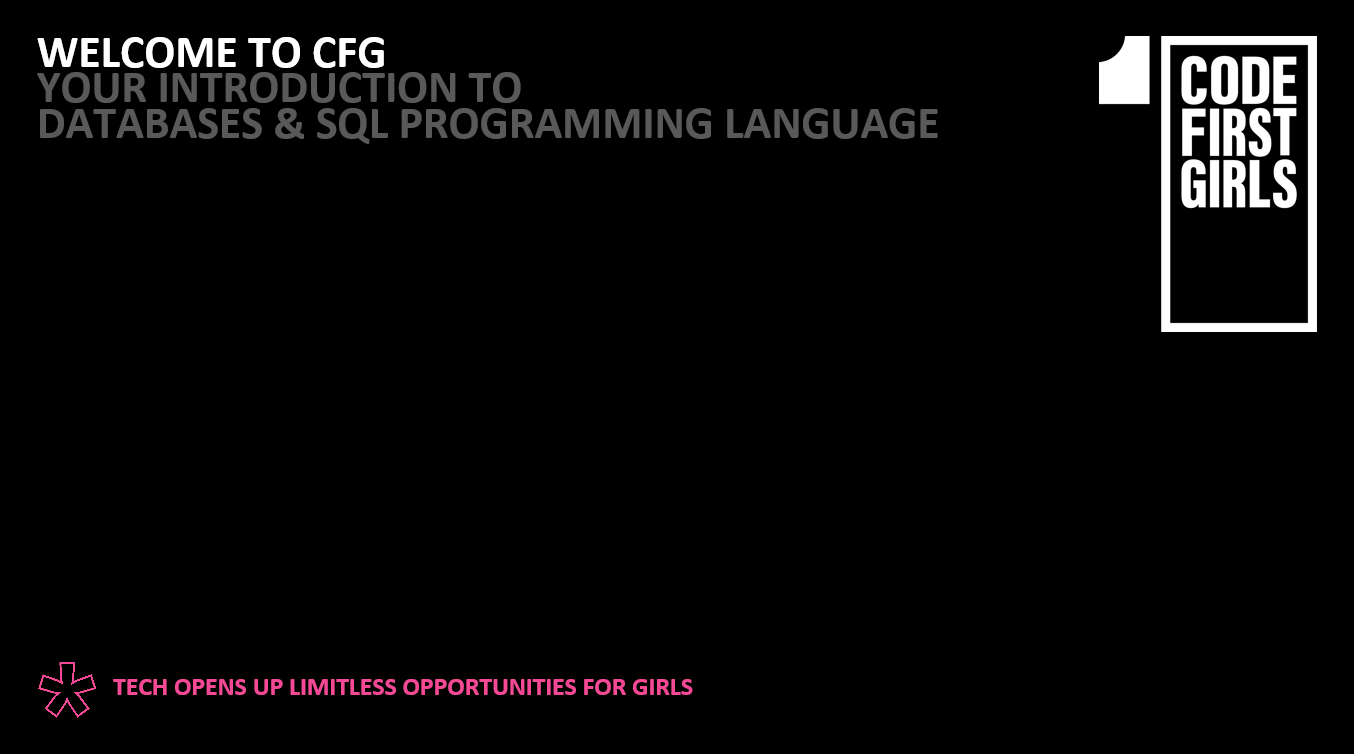 WELCOME TO CFG
YOUR INTRODUCTION TO
DATABASES & SQL PROGRAMMING LANGUAGE
CODE
FIRST
GIRLS
TECH OPENS UP LIMITLESS OPPORTUNITIES FOR GIRLS